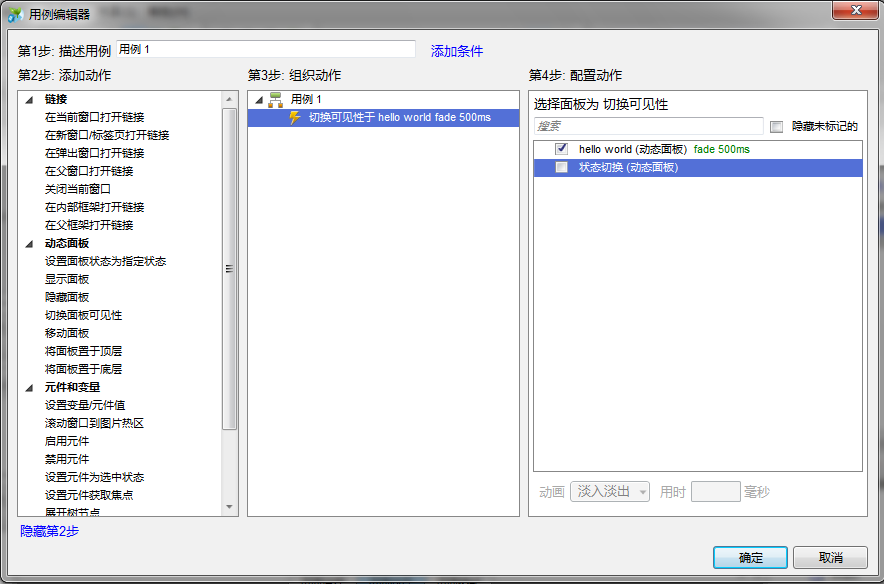 用例编辑器
第1步: 描述用例 用例 1 添加条件
第2步: 添加动作
链接
在当前窗口打开链接
在新窗口/标签页打开链接
在弹出窗口打开链接
在父窗口打开链接
关闭当前窗口
在内部框架打开链接
在父框架打开链接
动态面板
设置面板状态为指定状态
显示面板
隐藏面板
切换面板可见性
移动面板
将面板置于顶层
将面板置于底层
元件和变量
设置变量/元件值
滚动窗口到图片热区
启用元件
禁用元件
设置元件为选中状态
设置元件获取焦点
展开树节点
隐藏第2步
第3步: 组织动作
用例 1
切换可见性于 hello world fade 500ms
第4步: 配置动作
选择面板为 切换可见性
搜索 隐藏未标记的
hello world (动态面板) fade 500ms
状态切换 (动态面板)
动画 淡入淡出 用时 毫秒
确定 取消